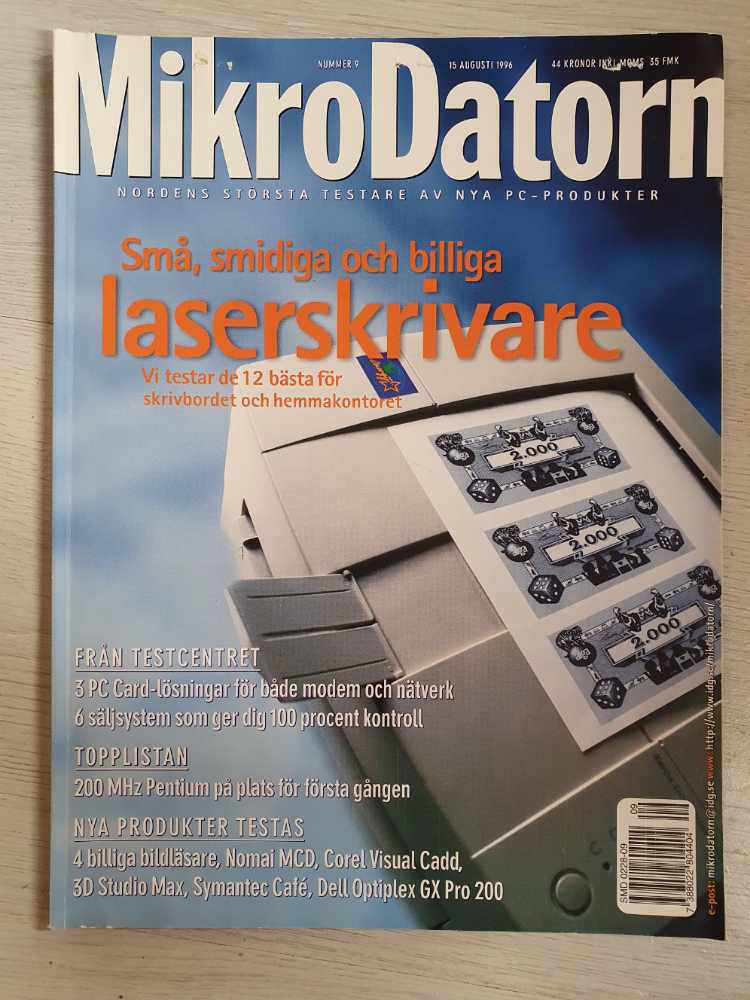 NUMMER 9 15 AUGUSTI 1996 44 KRONOR INKL MOMS 35 FMK
MikroDatorn
NORDENS STÖRSTA TESTARE AV NYA PC-PRODUKTER
Små, smidiga och billiga
laserskrivare
Vi testar de 12 bästa för
skrivbordet och hemmakontoret
2.000
2.000
2.000
FRÅN TESTCENTRET
3 PC Card-lösningar för både modem och nätverk
6 säljsystem som ger dig 100 procent kontroll
TOPPLISTAN
200 MHz Pentium på plats för första gången
NYA PRODUKTER TESTAS
4 billiga bildläsare, Nomai MCD, Corel Visual Cadd,
3D Studio Max, Symantec Café, Dell Optiplex GX Pro 200
SMD 0228-09
09
7 388022 804404
e-post: mikrodatorn@idg.se www: http://www.idg.se/mikrodatorn/